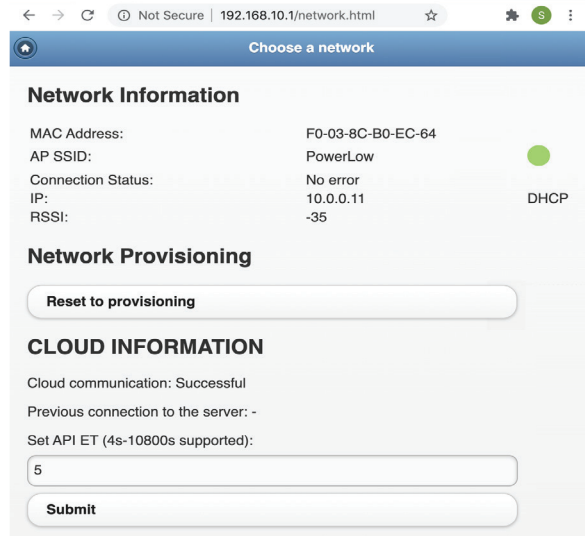 Not Secure | 192.168.10.1/network.html
S
Choose a network
Network Information
MAC Address: F0-03-8C-B0-EC-64
AP SSID: PowerLow
Connection Status: No error
IP: 10.0.0.11 DHCP
RSSI: -35
Network Provisioning
Reset to provisioning
CLOUD INFORMATION
Cloud communication: Successful
Previous connection to the server: -
Set API ET (4s-10800s supported):
5
Submit